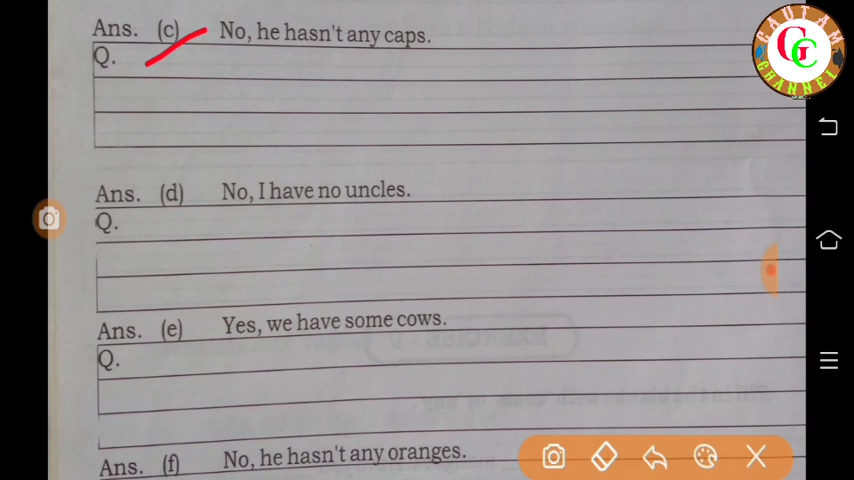 Ans. (c) No, he hasn't any caps.
Q.
Ans. (d) No, I have no uncles.
Q.
Ans. (e) Yes, we have some cows.
Q.
Ans. (f) No, he hasn't any oranges.
GAUTAM
GC
CHANNEL